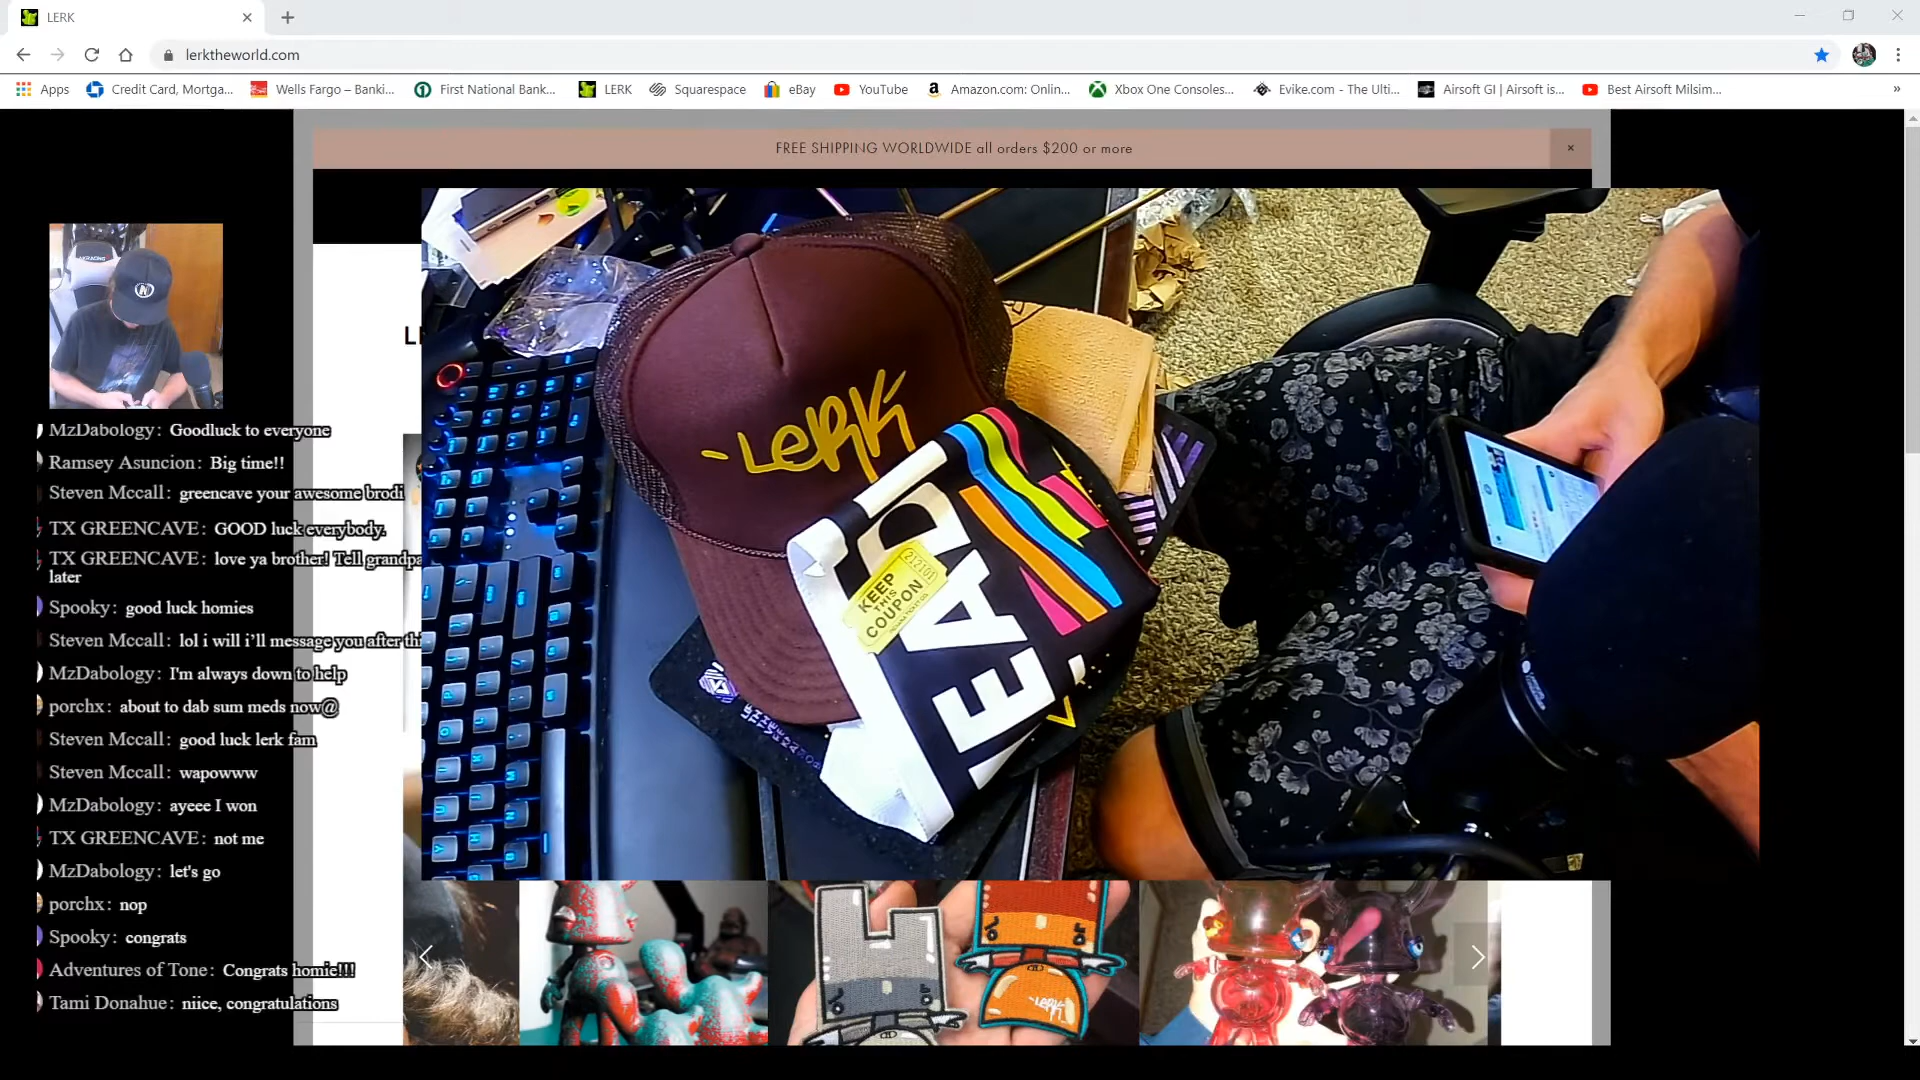 LERK
lerktheworld.com
Apps
Credit Card, Mortga...
Wells Fargo – Banki...
First National Bank...
LERK
Squarespace
eBay
YouTube
Amazon.com: Onlin...
Xbox One Consoles...
Evike.com - The Ulti...
Airsoft GI | Airsoft is...
Best Airsoft Milsim...
»
FREE SHIPPING WORLDWIDE all orders $200 or more
MzDabology: Goodluck to everyone
Ramsey Asuncion: Big time!!
Steven Mccall: greencave your awesome brodi
TX GREENCAVE: GOOD luck everybody.
TX GREENCAVE: love ya brother! Tell grandpa
later
Spooky: good luck homies
Steven Mccall: lol i will i'll message you after thi
MzDabology: I'm always down to help
porchx: about to dab sum meds now@
Steven Mccall: good luck lerk fam
Steven Mccall: wapowww
MzDabology: ayeee I won
TX GREENCAVE: not me
MzDabology: let's go
porchx: nop
Spooky: congrats
Adventures of Tone: Congrats homie!!!
Tami Donahue: niice, congratulations
-LERK
KEEP
THIS
COUPON
-LERK